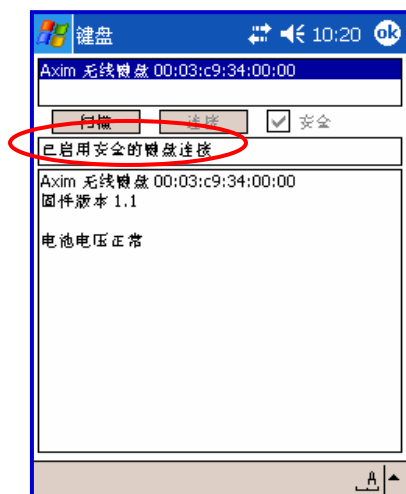 键盘 10:20 ok
Axim 无线键盘 00:03:c9:34:00:00
扫描 连接 安全
已启用安全的键盘连接
Axim 无线键盘 00:03:c9:34:00:00
固件版本 1.1
电池电压正常
A